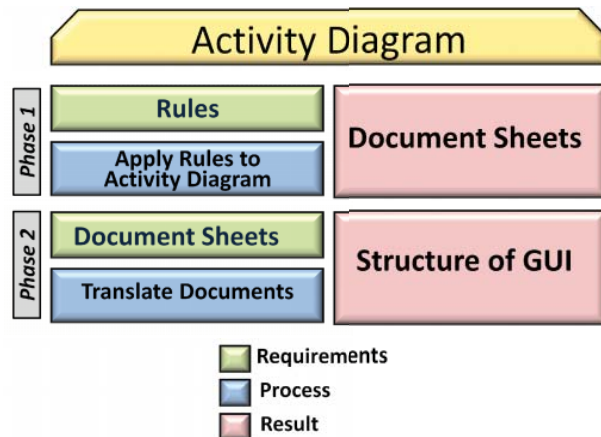 Activity Diagram
Phase 1
Rules
Apply Rules to
Activity Diagram
Document Sheets
Phase 2
Document Sheets
Translate Documents
Structure of GUI
Requirements
Process
Result